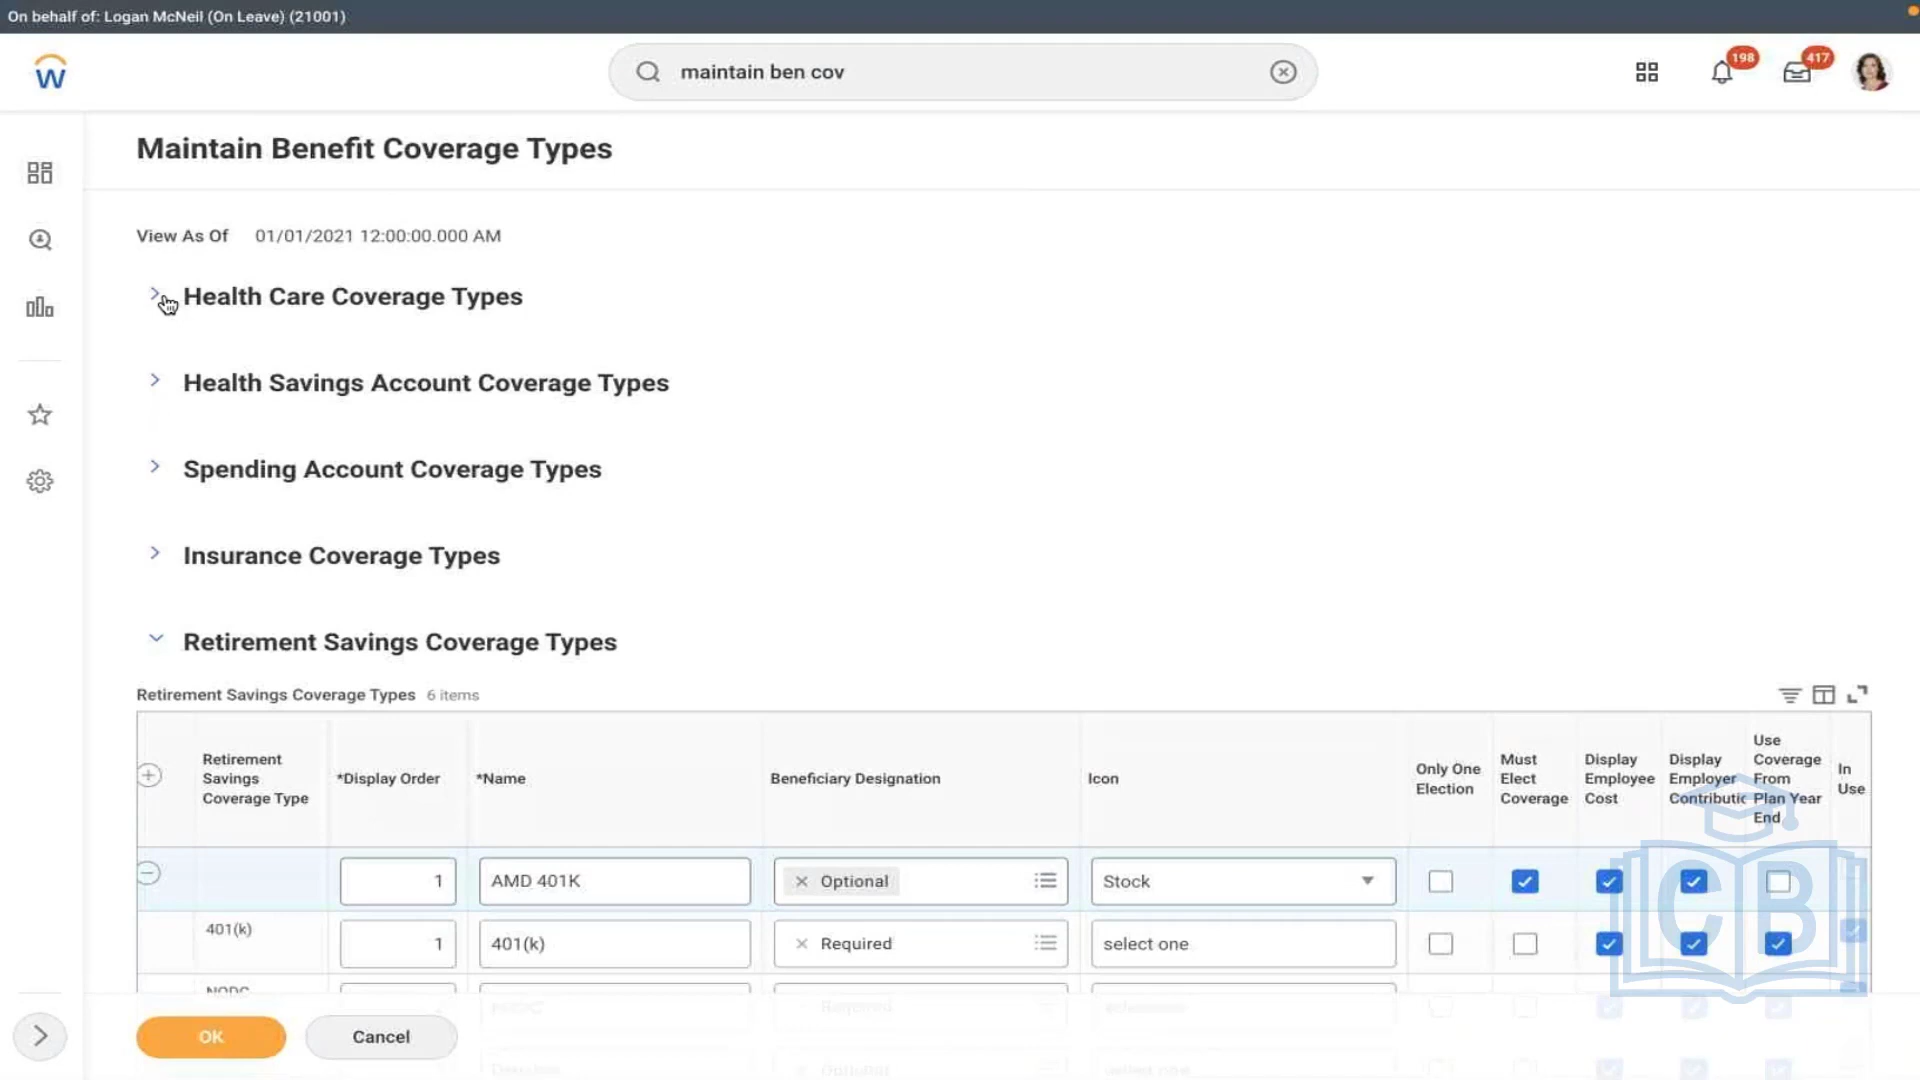 On behalf of: Logan McNeil (On Leave) (21001)
W
maintain ben cov
198
417
Maintain Benefit Coverage Types
View As Of 01/01/2021 12:00:00.000 AM
Health Care Coverage Types
Health Savings Account Coverage Types
Spending Account Coverage Types
Insurance Coverage Types
Retirement Savings Coverage Types
Retirement Savings Coverage Types 6 items
Retirement Savings Coverage Type
*Display Order
*Name
Beneficiary Designation
Icon
Only One Election
Must Elect Coverage
Display Employee Cost
Display Employer Contributic
Use Coverage From Plan Year End
In Use
1 AMD 401K Optional Stock
401(k) 1 401(k) Required select one
Required
OK Cancel
CB